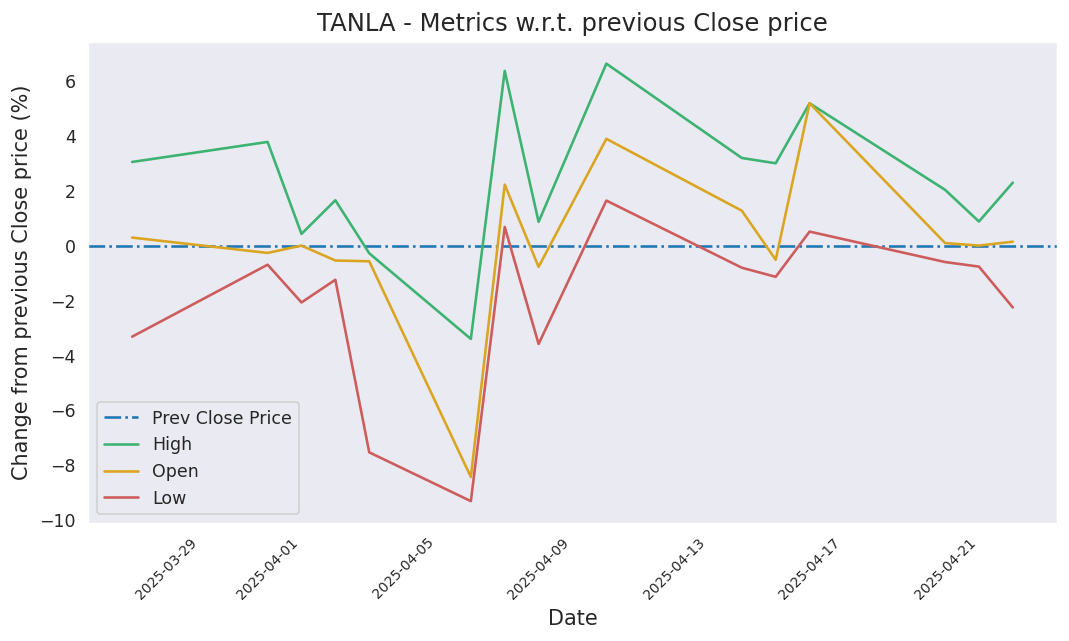 TANLA - Metrics w.r.t. previous Close price
Change from previous Close price (%)
6
4
2
0
−2
−4
−6
−8
−10
Prev Close Price
High
Open
Low
2025-03-29
2025-04-01
2025-04-05
2025-04-09
2025-04-13
2025-04-17
2025-04-21
Date